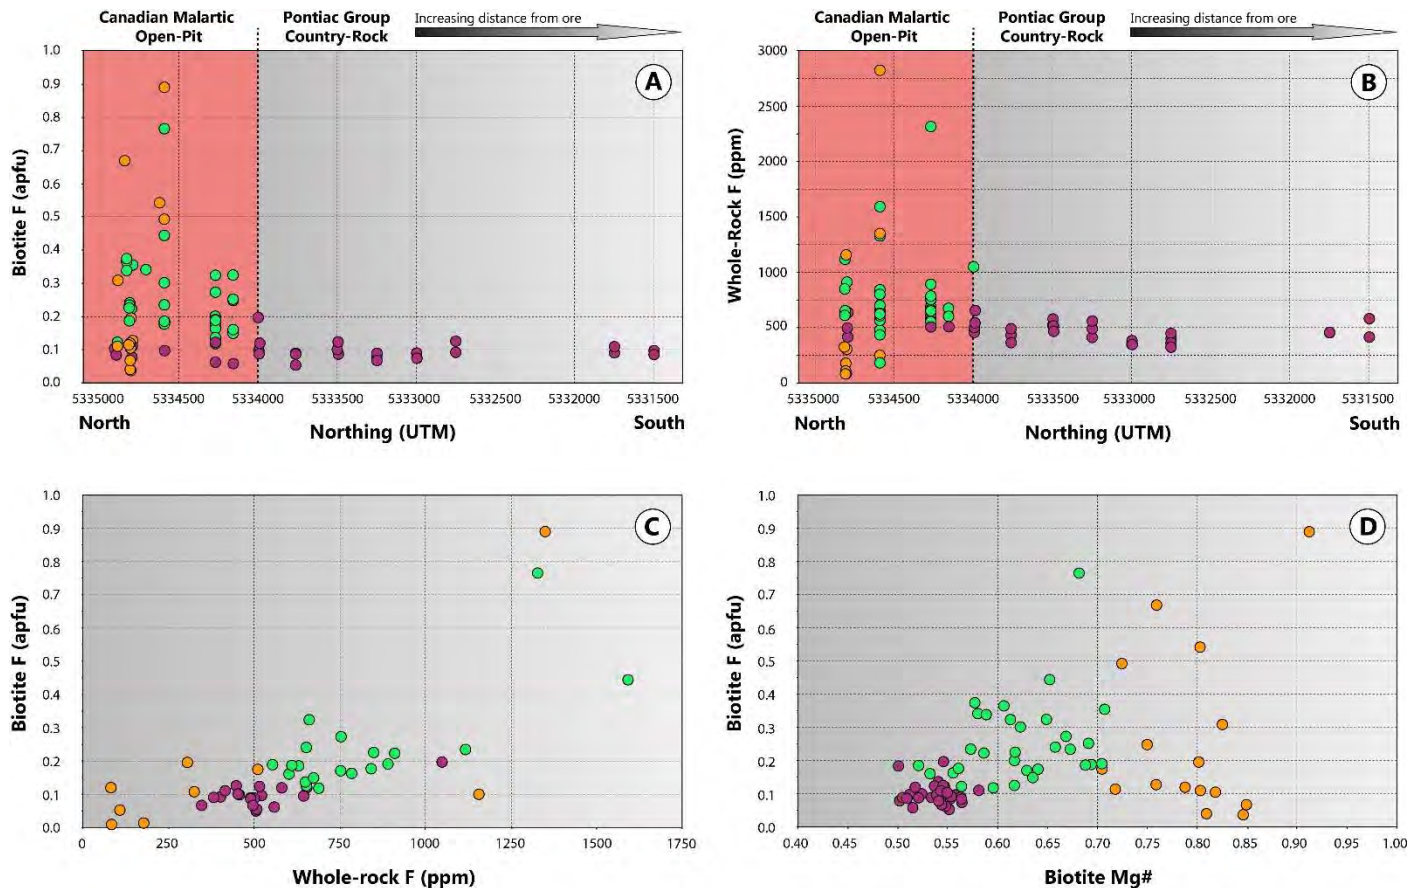 Canadian Malartic
Open-Pit
Pontiac Group
Country-Rock
Increasing distance from ore
A
1.0
0.9
0.8
0.7
0.6
0.5
0.4
0.3
0.2
0.1
0.0
Biotite F (apfu)
5335000
5334500
5334000
5333500
5333000
5332500
5332000
5331500
North
Northing (UTM)
South
Canadian Malartic
Open-Pit
Pontiac Group
Country-Rock
Increasing distance from ore
B
3000
2500
2000
1500
1000
500
0
Whole-Rock F (ppm)
5335000
5334500
5334000
5333500
5333000
5332500
5332000
5331500
North
Northing (UTM)
South
C
1.0
0.9
0.8
0.7
0.6
0.5
0.4
0.3
0.2
0.1
0.0
Biotite F (apfu)
0
250
500
750
1000
1250
1500
1750
Whole-rock F (ppm)
D
1.0
0.9
0.8
0.7
0.6
0.5
0.4
0.3
0.2
0.1
0.0
Biotite F (apfu)
0.40
0.45
0.50
0.55
0.60
0.65
0.70
0.75
0.80
0.85
0.90
0.95
1.00
Biotite Mg#